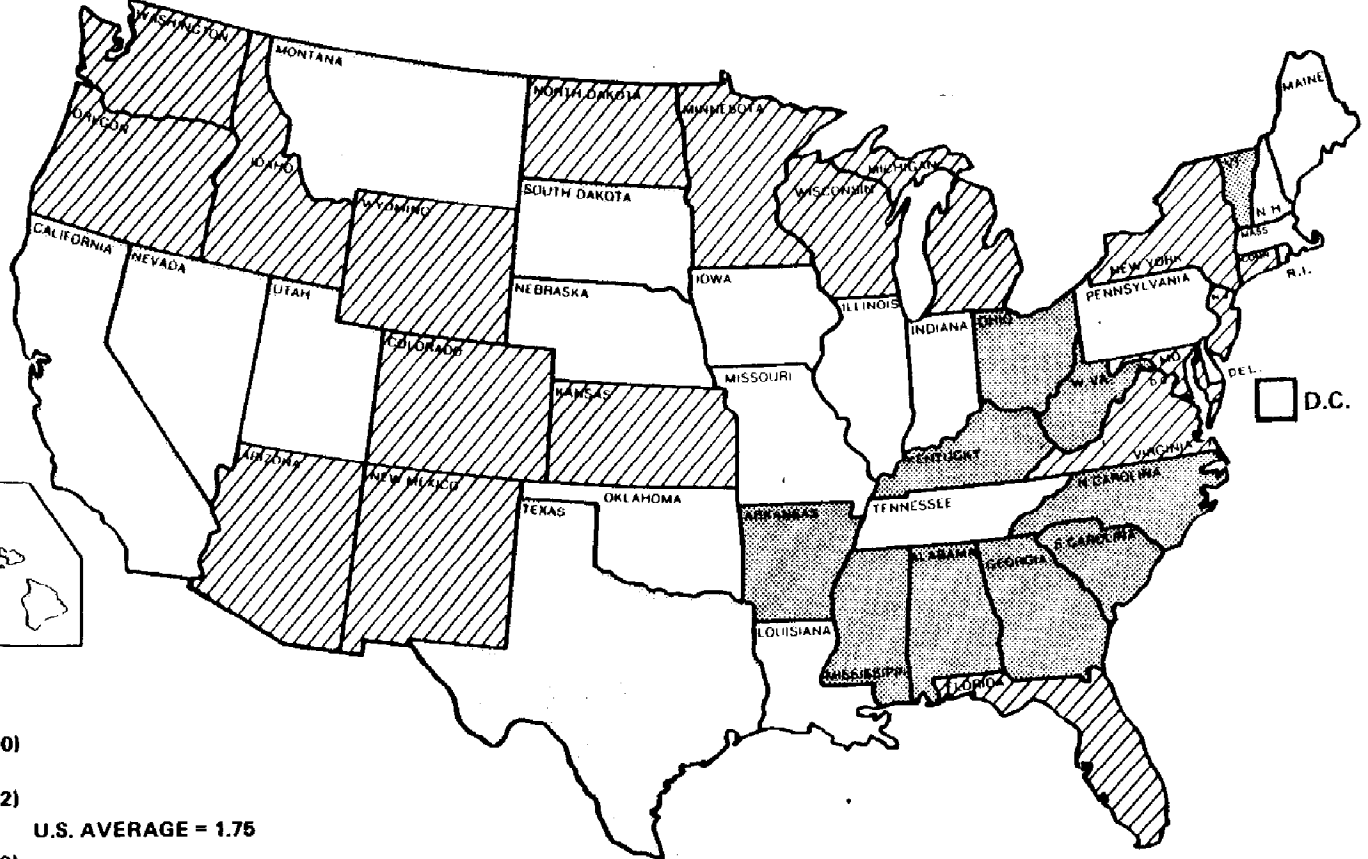 WASHINGTON
MONTANA
NORTH DAKOTA
MINNESOTA
MAINE
OREGON
IDAHO
WYOMING
SOUTH DAKOTA
WISCONSIN
MICHIGAN
VT
N.H.
MASS
CALIFORNIA
NEVADA
UTAH
COLORADO
NEBRASKA
IOWA
ILLINOIS
INDIANA
OHIO
NEW YORK
CONN
R.I.
PENNSYLVANIA
N.J.
KANSAS
MISSOURI
W. VA.
MD
DEL.
D.C.
ARIZONA
NEW MEXICO
OKLAHOMA
TEXAS
KENTUCKY
VIRGINIA
ARKANSAS
TENNESSEE
N. CAROLINA
ALABAMA
GEORGIA
S. CAROLINA
LOUISIANA
MISSISSIPPI
FLORIDA
0)
2)
U.S. AVERAGE = 1.75